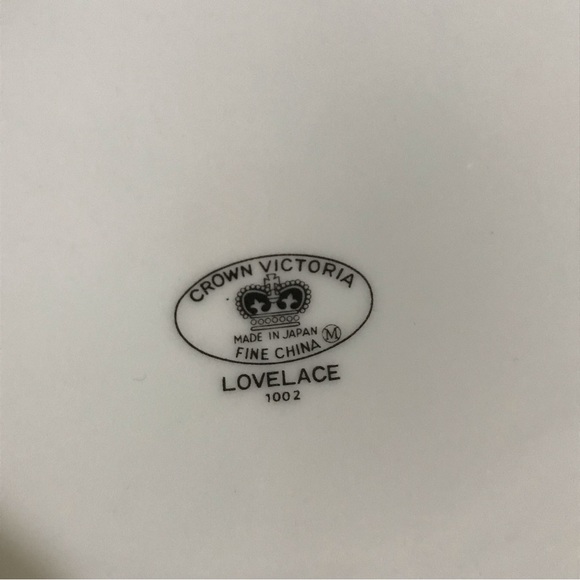 CROWN VICTORIA
MADE IN JAPAN
M
FINE CHINA
LOVELACE
1002